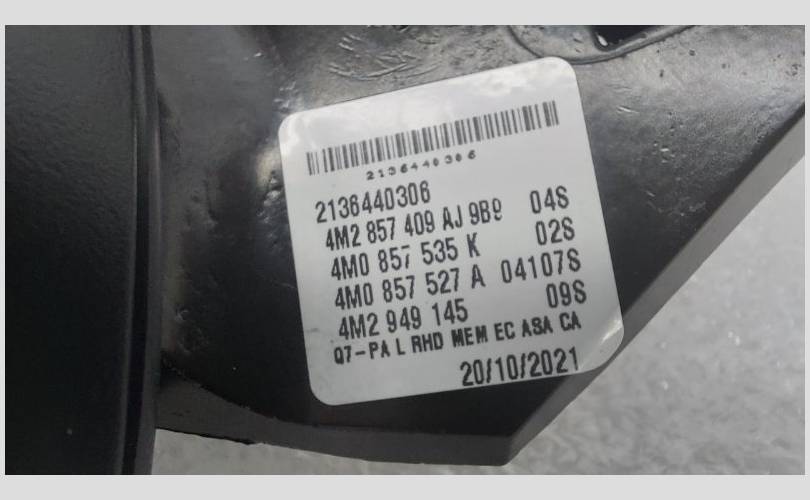 2136440306
2136440306
4M2 857 409 AJ 9B9 04S
4M0 857 535 K 02S
4M0 857 527 A 04107S
4M2 949 145 09S
Q7-PA L RHD MEM EC ASA CA
20/10/2021